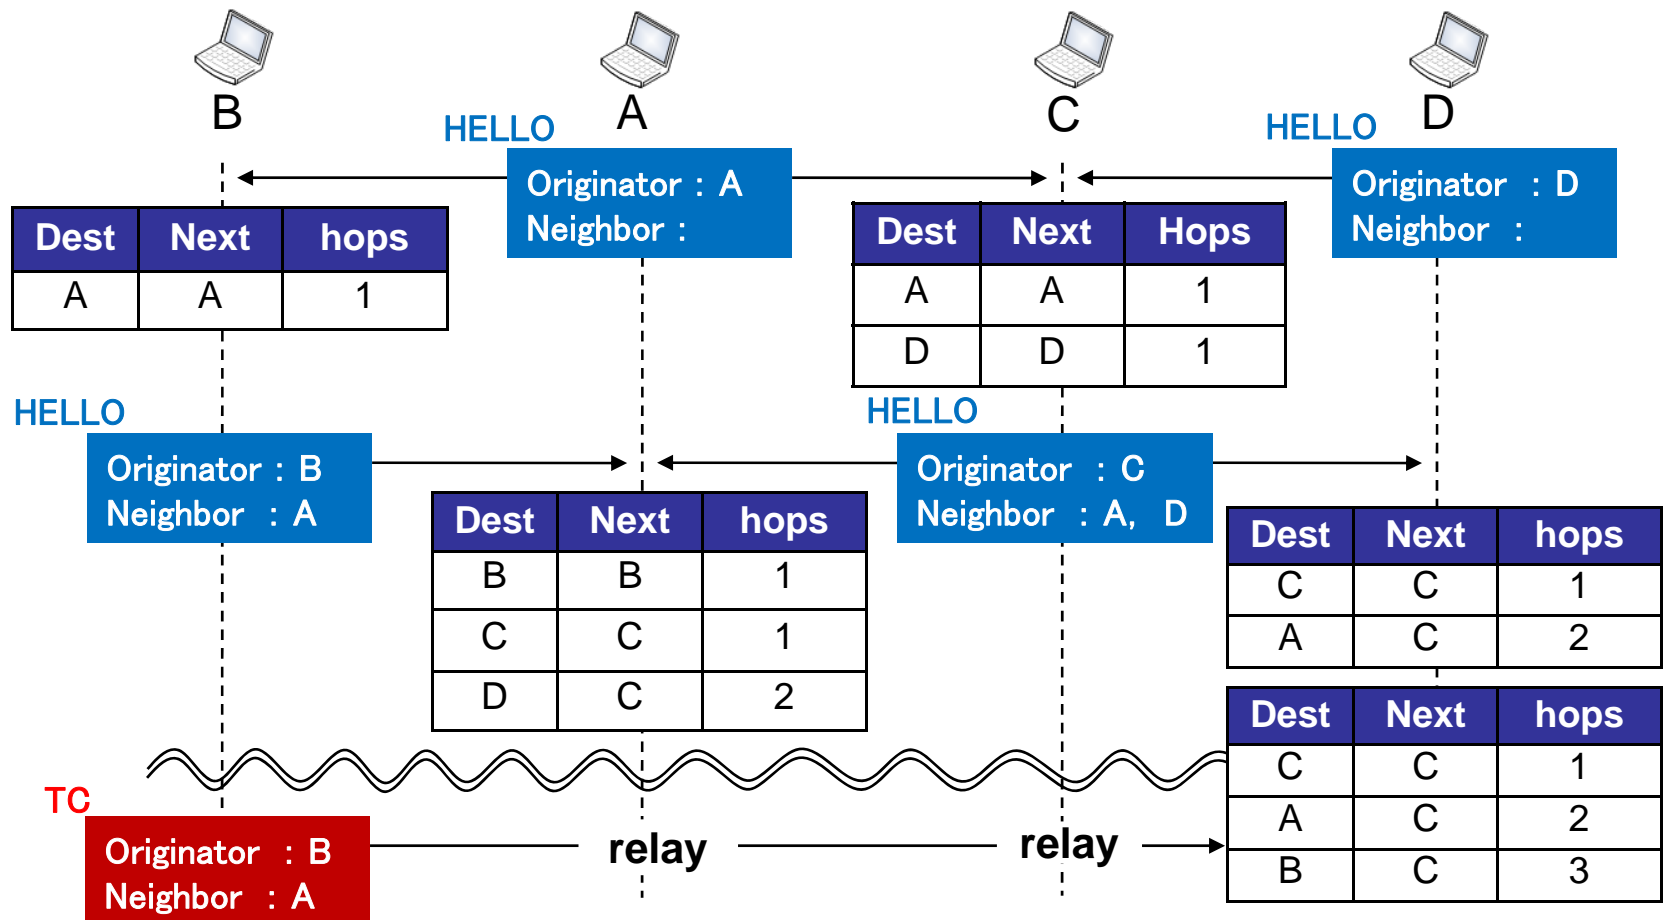 B
A
C
D
HELLO
HELLO
Originator : A
Neighbor :
Originator : D
Neighbor :
Dest Next hops
A A 1
Dest Next Hops
A A 1
D D 1
HELLO
HELLO
Originator : B
Neighbor : A
Originator : C
Neighbor : A, D
Dest Next hops
B B 1
C C 1
D C 2
Dest Next hops
C C 1
A C 2
Dest Next hops
C C 1
A C 2
B C 3
TC
Originator : B
Neighbor : A
relay
relay